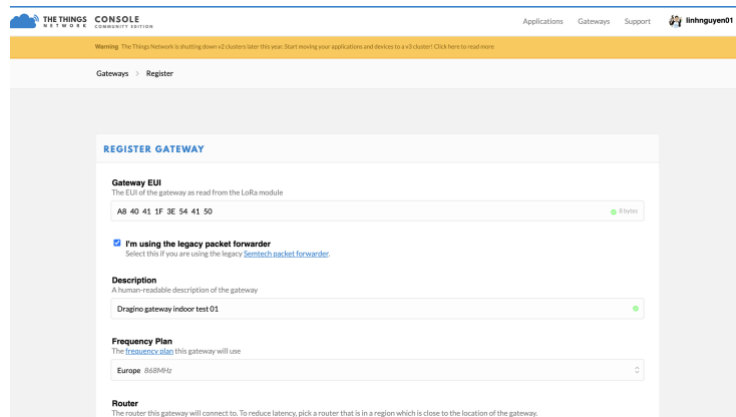 THE THINGS NETWORK
CONSOLE COMMUNITY EDITION
Applications Gateways Support linhnguyen01
Warning The Things Network is shutting down v2 clusters later this year. Start moving your applications and devices to a v3 cluster! Click here to read more
Gateways > Register
REGISTER GATEWAY
Gateway EUI
The EUI of the gateway as read from the LoRa module
A8 40 41 1F 3E 54 41 50 8 bytes
I'm using the legacy packet forwarder
Select this if you are using the legacy Semtech packet forwarder.
Description
A human-readable description of the gateway
Dragino gateway indoor test 01
Frequency Plan
The frequency plan this gateway will use
Europe 868MHz
Router
The router this gateway will connect to. To reduce latency, pick a router that is in a region which is close to the location of the gateway.